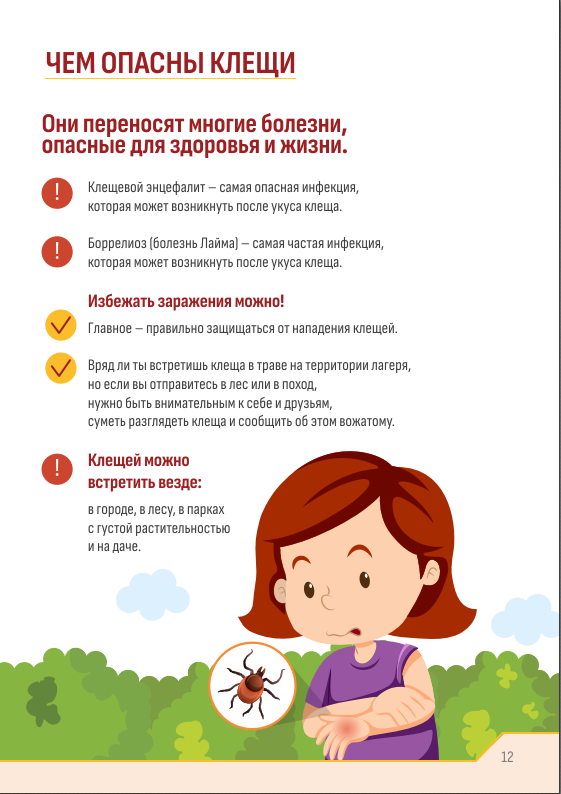 ЧЕМ ОПАСНЫ КЛЕЩИ
Они переносят многие болезни,
опасные для здоровья и жизни.
!
Клещевой энцефалит – самая опасная инфекция,
которая может возникнуть после укуса клеща.
!
Боррелиоз (болезнь Лайма) – самая частая инфекция,
которая может возникнуть после укуса клеща.
Избежать заражения можно!
Главное – правильно защищаться от нападения клещей.
Вряд ли ты встретишь клеща в траве на территории лагеря,
но если вы отправитесь в лес или в поход,
нужно быть внимательным к себе и друзьям,
суметь разглядеть клеща и сообщить об этом вожатому.
!
Клещей можно
встретить везде:
в городе, в лесу, в парках
с густой растительностью
и на даче.
12